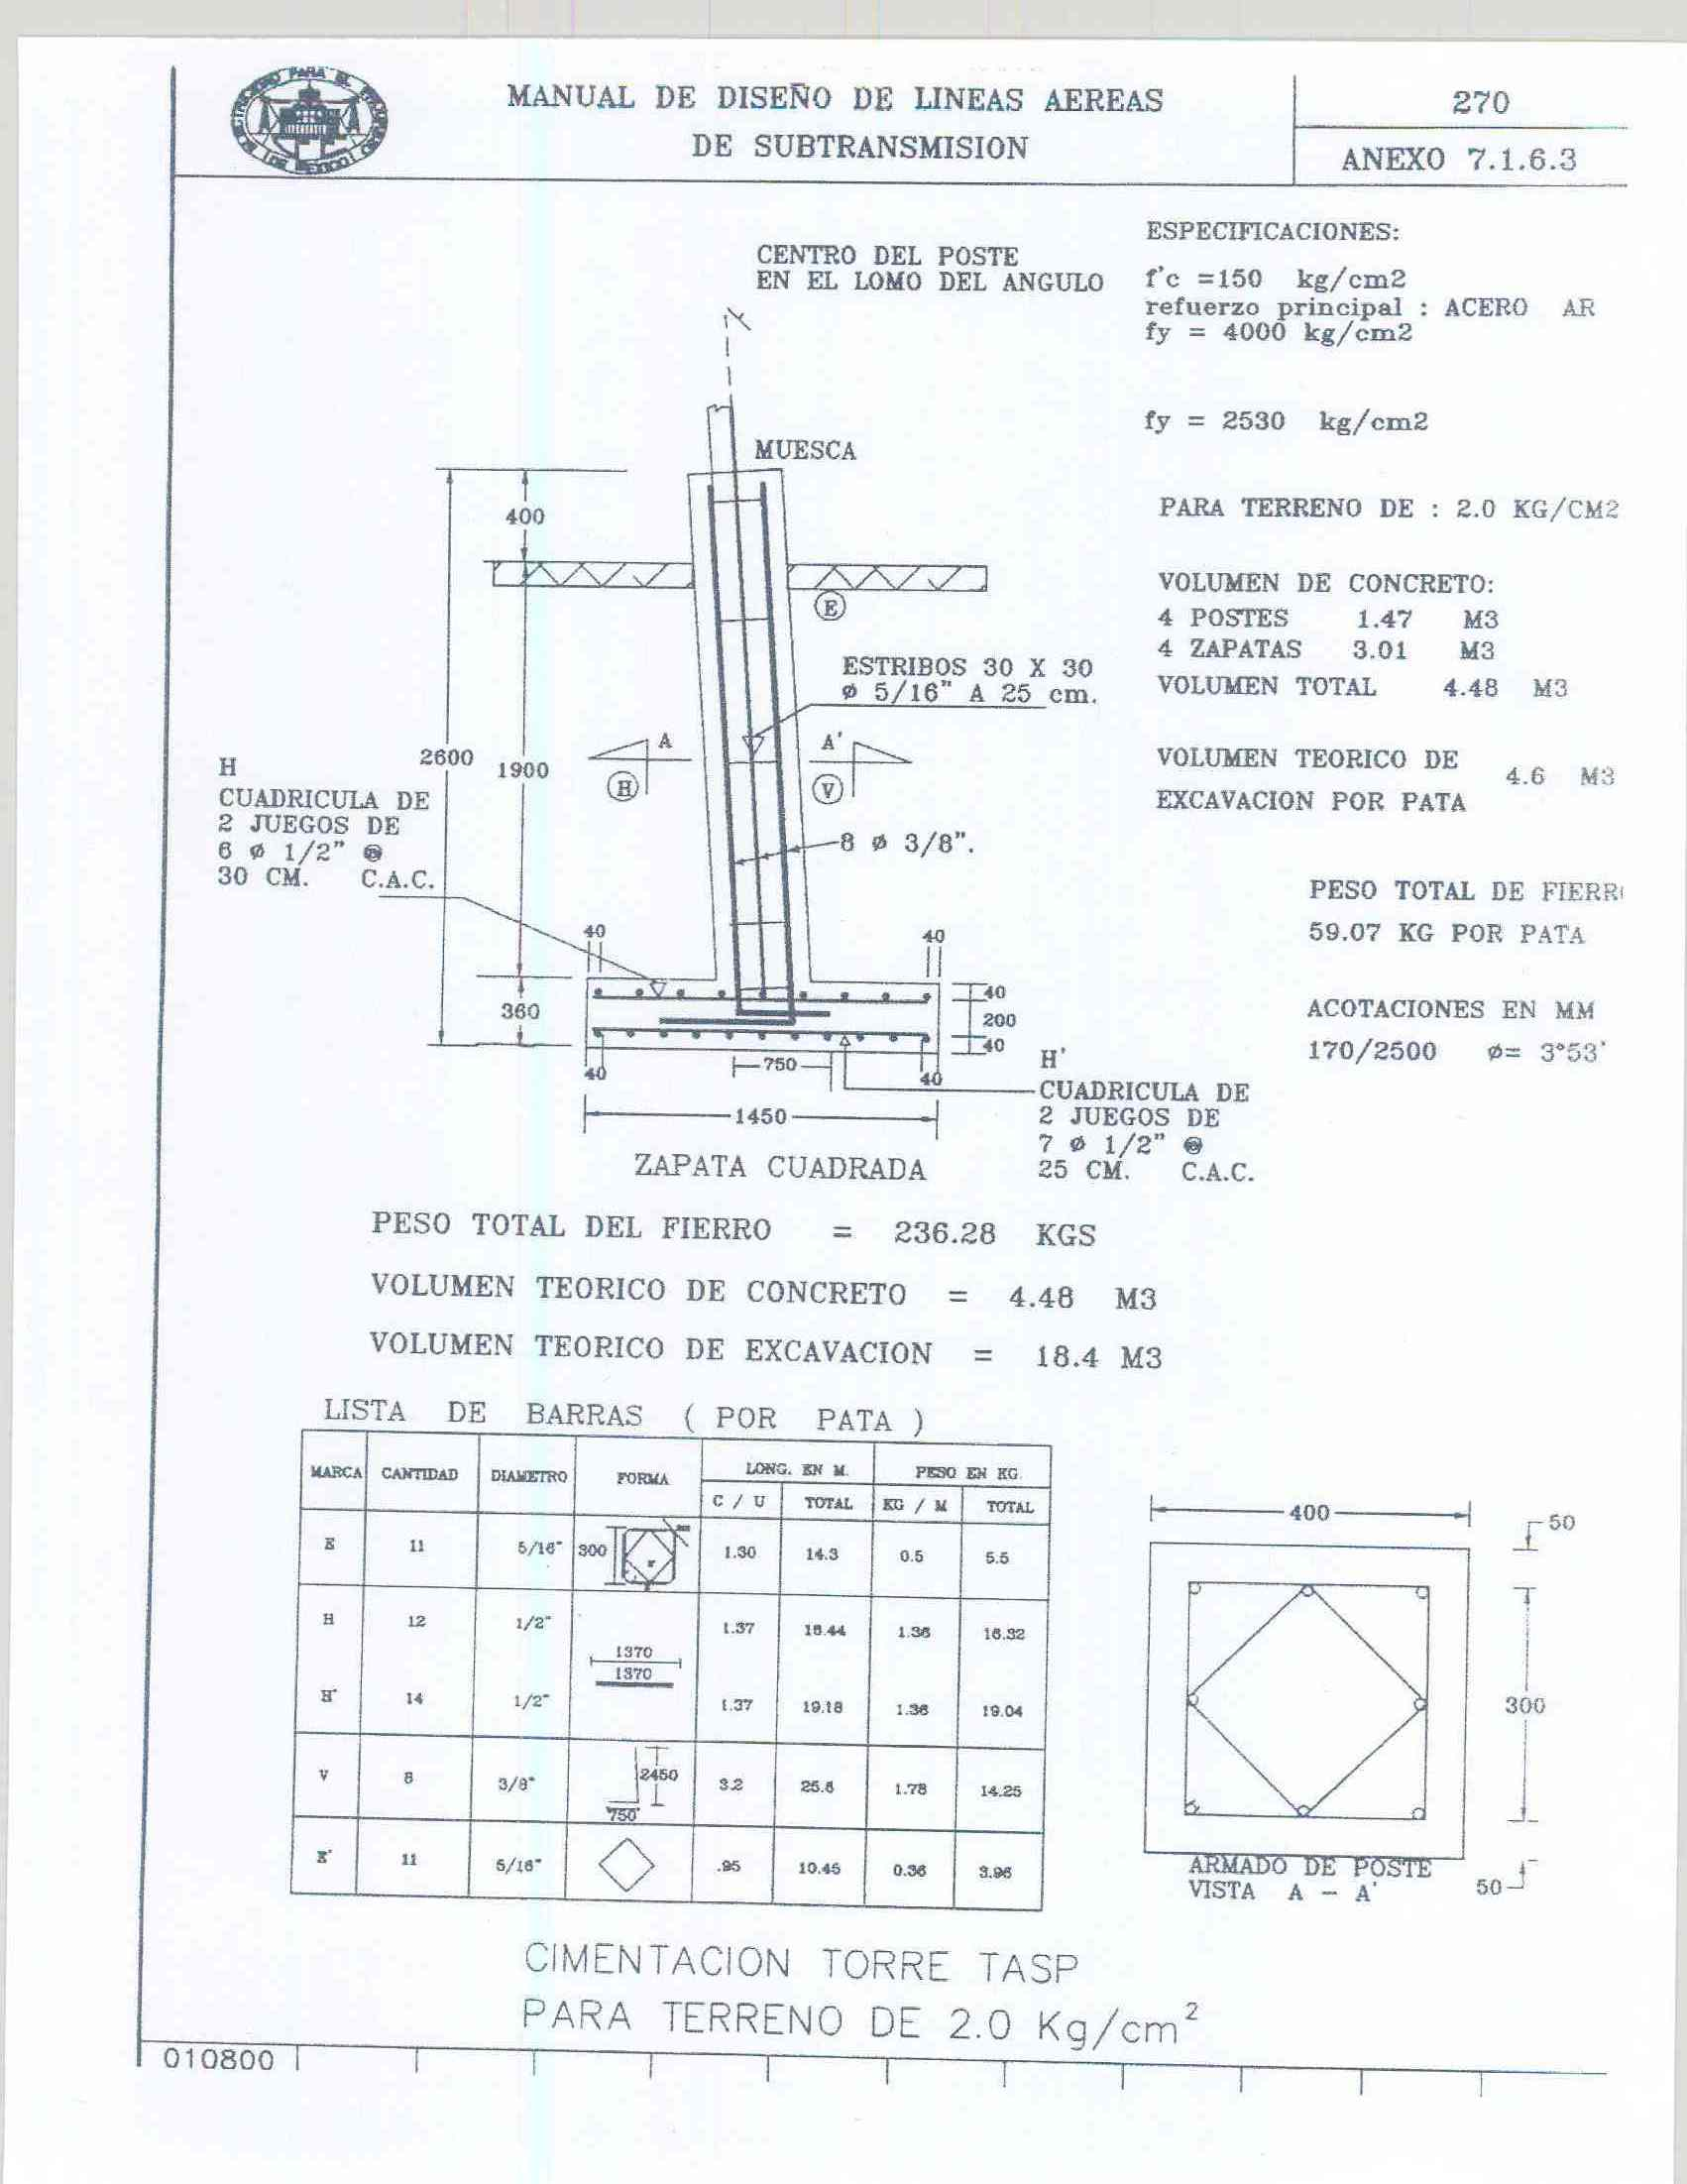 MANUAL DE DISEÑO DE LINEAS AEREAS
DE SUBTRANSMISION
270
ANEXO 7.1.6.3
CENTRO DEL POSTE
EN EL LOMO DEL ANGULO
ESPECIFICACIONES:
f'c =150 kg/cm2
refuerzo principal : ACERO AR
fy = 4000 kg/cm2
fy = 2530 kg/cm2
MUESCA
400
PARA TERRENO DE : 2.0 KG/CM2
VOLUMEN DE CONCRETO:
4 POSTES 1.47 M3
4 ZAPATAS 3.01 M3
VOLUMEN TOTAL 4.48 M3
E
ESTRIBOS 30 X 30
ø 5/16" A 25 cm.
VOLUMEN TEORICO DE
EXCAVACION POR PATA
4.6 M3
2600
1900
A
A'
H
V
H
CUADRICULA DE
2 JUEGOS DE
6 ø 1/2" @
30 CM. C.A.C.
8 ø 3/8".
PESO TOTAL DE FIERR
59.07 KG POR PATA
40
40
360
40
200
40
ACOTACIONES EN MM
170/2500 ø= 3°53'
40
750
40
1450
H'
CUADRICULA DE
2 JUEGOS DE
7 ø 1/2" @
25 CM. C.A.C.
ZAPATA CUADRADA
PESO TOTAL DEL FIERRO = 236.28 KGS
VOLUMEN TEORICO DE CONCRETO = 4.48 M3
VOLUMEN TEORICO DE EXCAVACION = 18.4 M3
LISTA DE BARRAS ( POR PATA )
MARCA CANTIDAD DIAMETRO FORMA LONG. EN M. PESO EN KG.
C / U TOTAL KG / M TOTAL
E 11 5/16" 300 1.30 14.3 0.5 5.5
H 12 1/2" 1370 1.37 16.44 1.36 16.32
H' 14 1/2" 1370 1.37 19.18 1.36 19.04
V 8 3/8" 2450 750 3.2 25.6 1.78 14.25
E' 11 5/16" .95 10.45 0.36 3.96
400
50
300
50
ARMADO DE POSTE
VISTA A - A'
CIMENTACION TORRE TASP
PARA TERRENO DE 2.0 Kg/cm²
010800